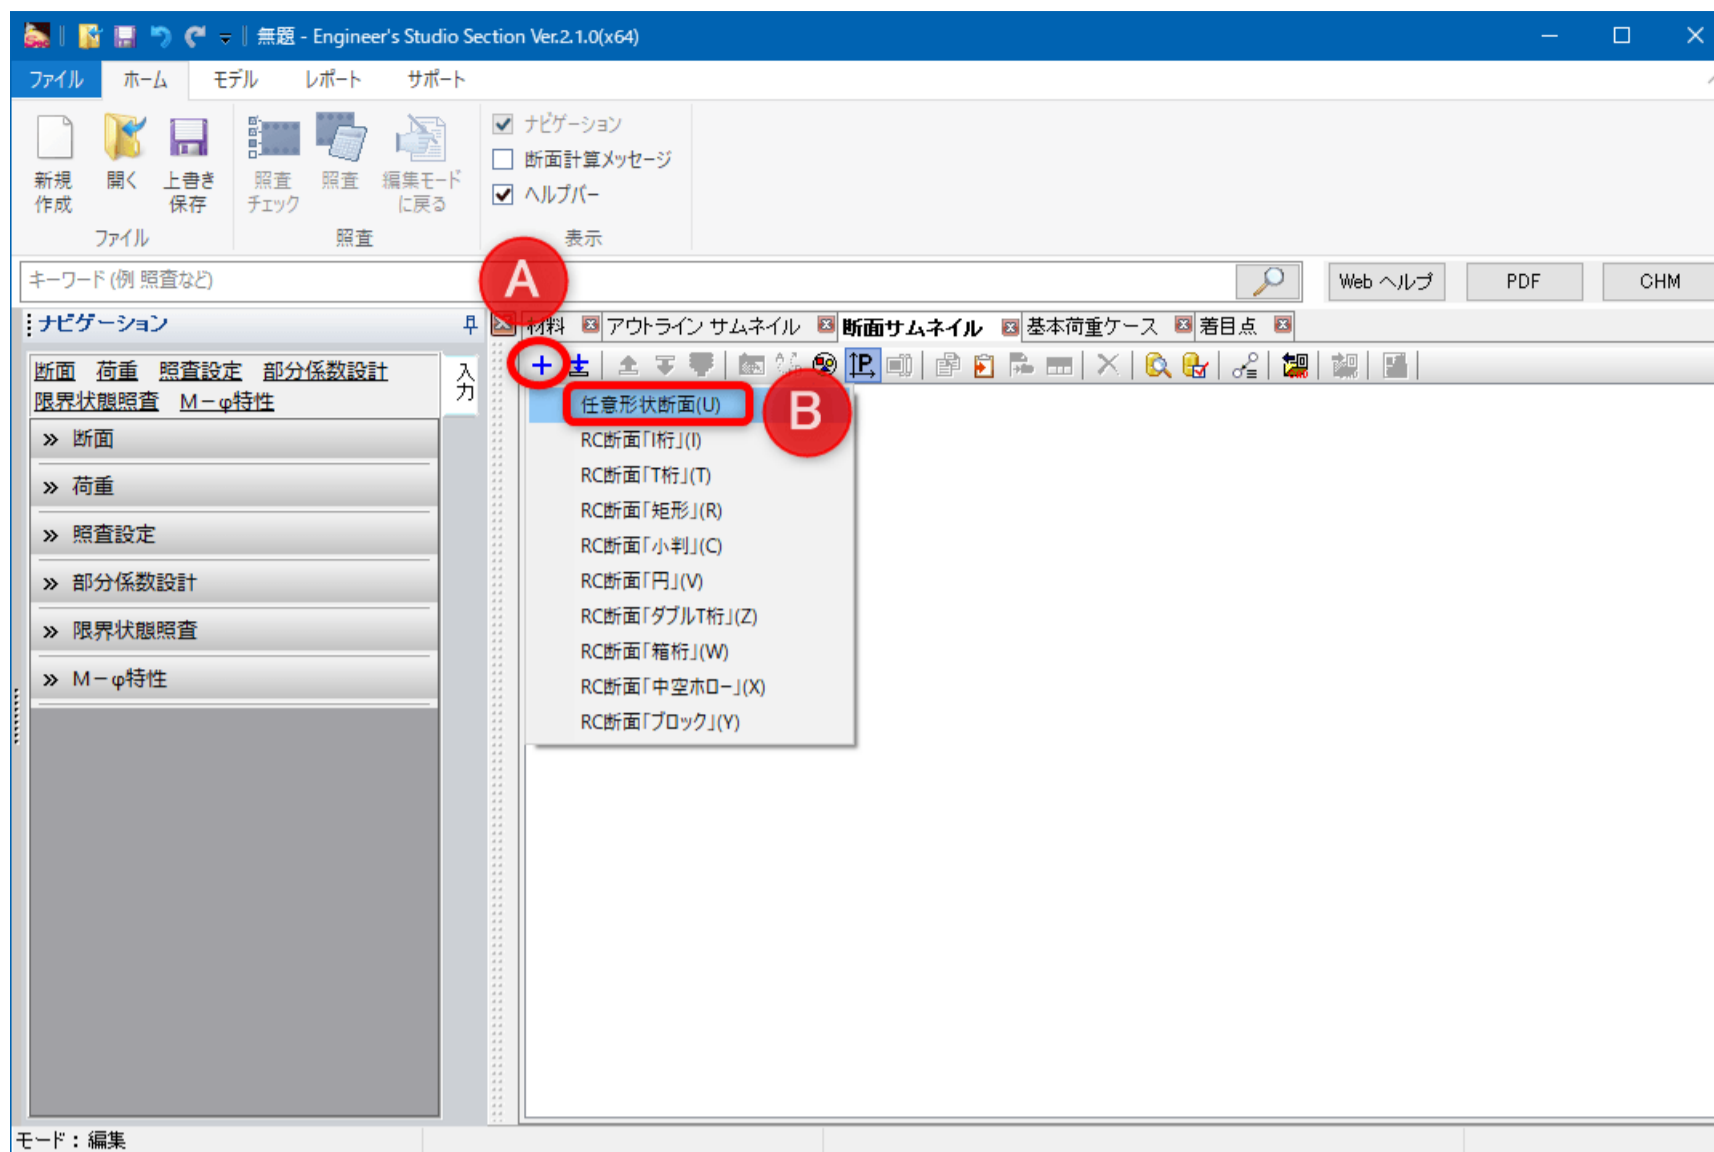 無題 - Engineer's Studio Section Ver.2.1.0(x64)
ファイル ホーム モデル レポート サポート
新規作成 開く 上書き保存 照査チェック 照査 編集モードに戻る
ナビゲーション
断面計算メッセージ
ヘルプバー
ファイル 照査 表示
A
キーワード (例 照査など) Web ヘルプ PDF CHM
ナビゲーション 材料 アウトライン サムネイル 断面サムネイル 基本荷重ケース 着目点
断面 荷重 照査設定 部分係数設計
限界状態照査 M－φ特性
入力
断面
荷重
照査設定
部分係数設計
限界状態照査
M－φ特性
任意形状断面(U)
B
RC断面「I桁」(I)
RC断面「T桁」(T)
RC断面「矩形」(R)
RC断面「小判」(C)
RC断面「円」(V)
RC断面「ダブルT桁」(Z)
RC断面「箱桁」(W)
RC断面「中空ホロー」(X)
RC断面「ブロック」(Y)
モード：編集